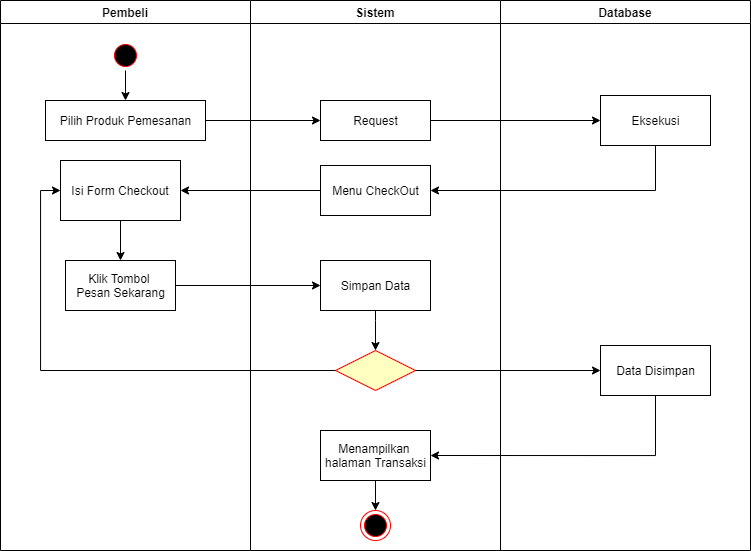 Pembeli
Sistem
Database
Pilih Produk Pemesanan
Request
Eksekusi
Isi Form Checkout
Menu CheckOut
Klik Tombol
Pesan Sekarang
Simpan Data
Data Disimpan
Menampilkan
halaman Transaksi